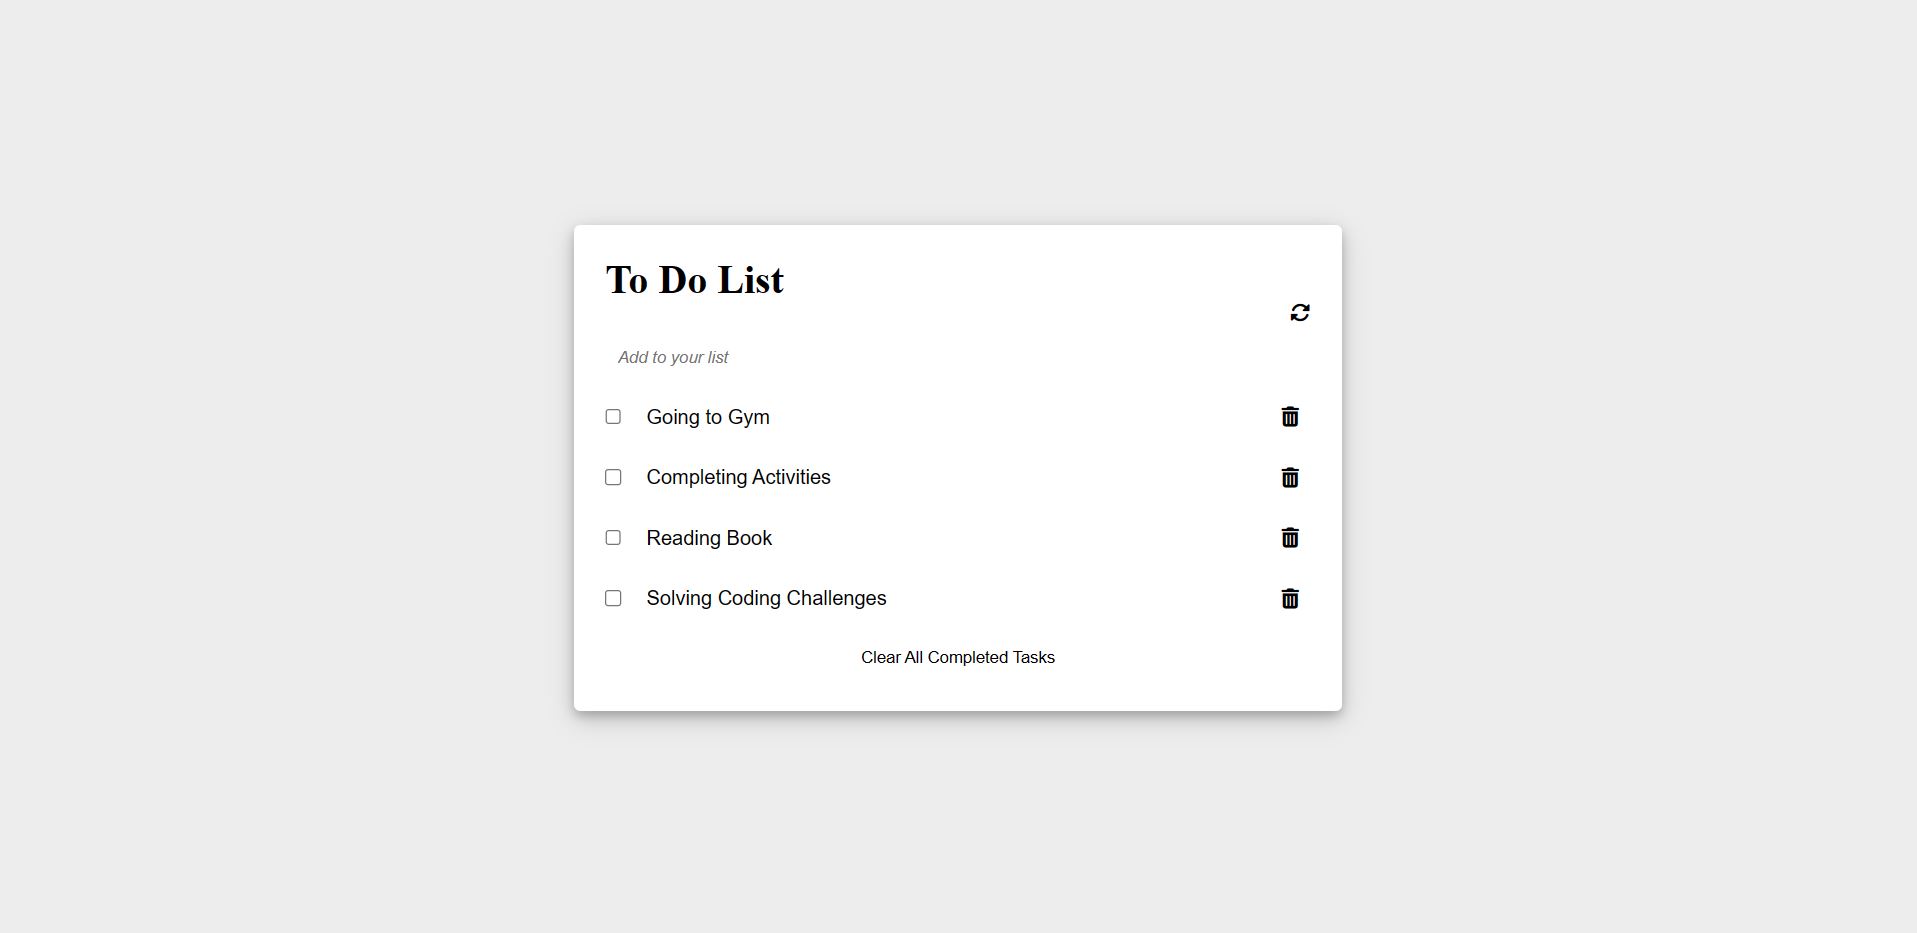 To Do List
Add to your list
Going to Gym
Completing Activities
Reading Book
Solving Coding Challenges
Clear All Completed Tasks